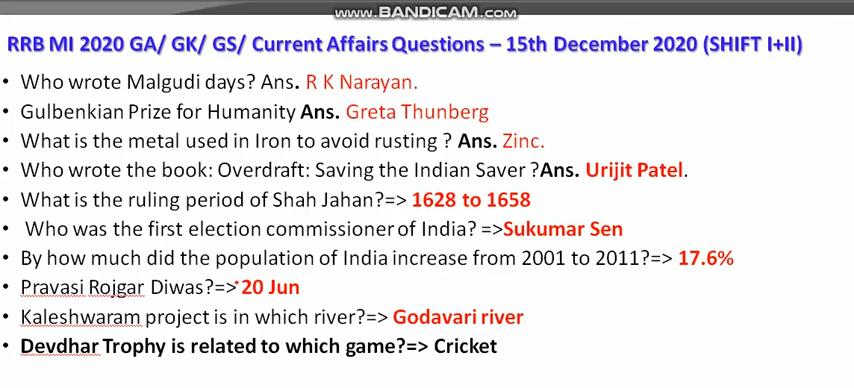 www.BANDICAM.com
RRB MI 2020 GA/ GK/ GS/ Current Affairs Questions – 15th December 2020 (SHIFT I+II)
• Who wrote Malgudi days? Ans. R K Narayan.
• Gulbenkian Prize for Humanity Ans. Greta Thunberg
• What is the metal used in Iron to avoid rusting ? Ans. Zinc.
• Who wrote the book: Overdraft: Saving the Indian Saver ?Ans. Urijit Patel.
• What is the ruling period of Shah Jahan?=> 1628 to 1658
• Who was the first election commissioner of India? =>Sukumar Sen
• By how much did the population of India increase from 2001 to 2011?=> 17.6%
• Pravasi Rojgar Diwas?=> 20 Jun
• Kaleshwaram project is in which river?=> Godavari river
• Devdhar Trophy is related to which game?=> Cricket